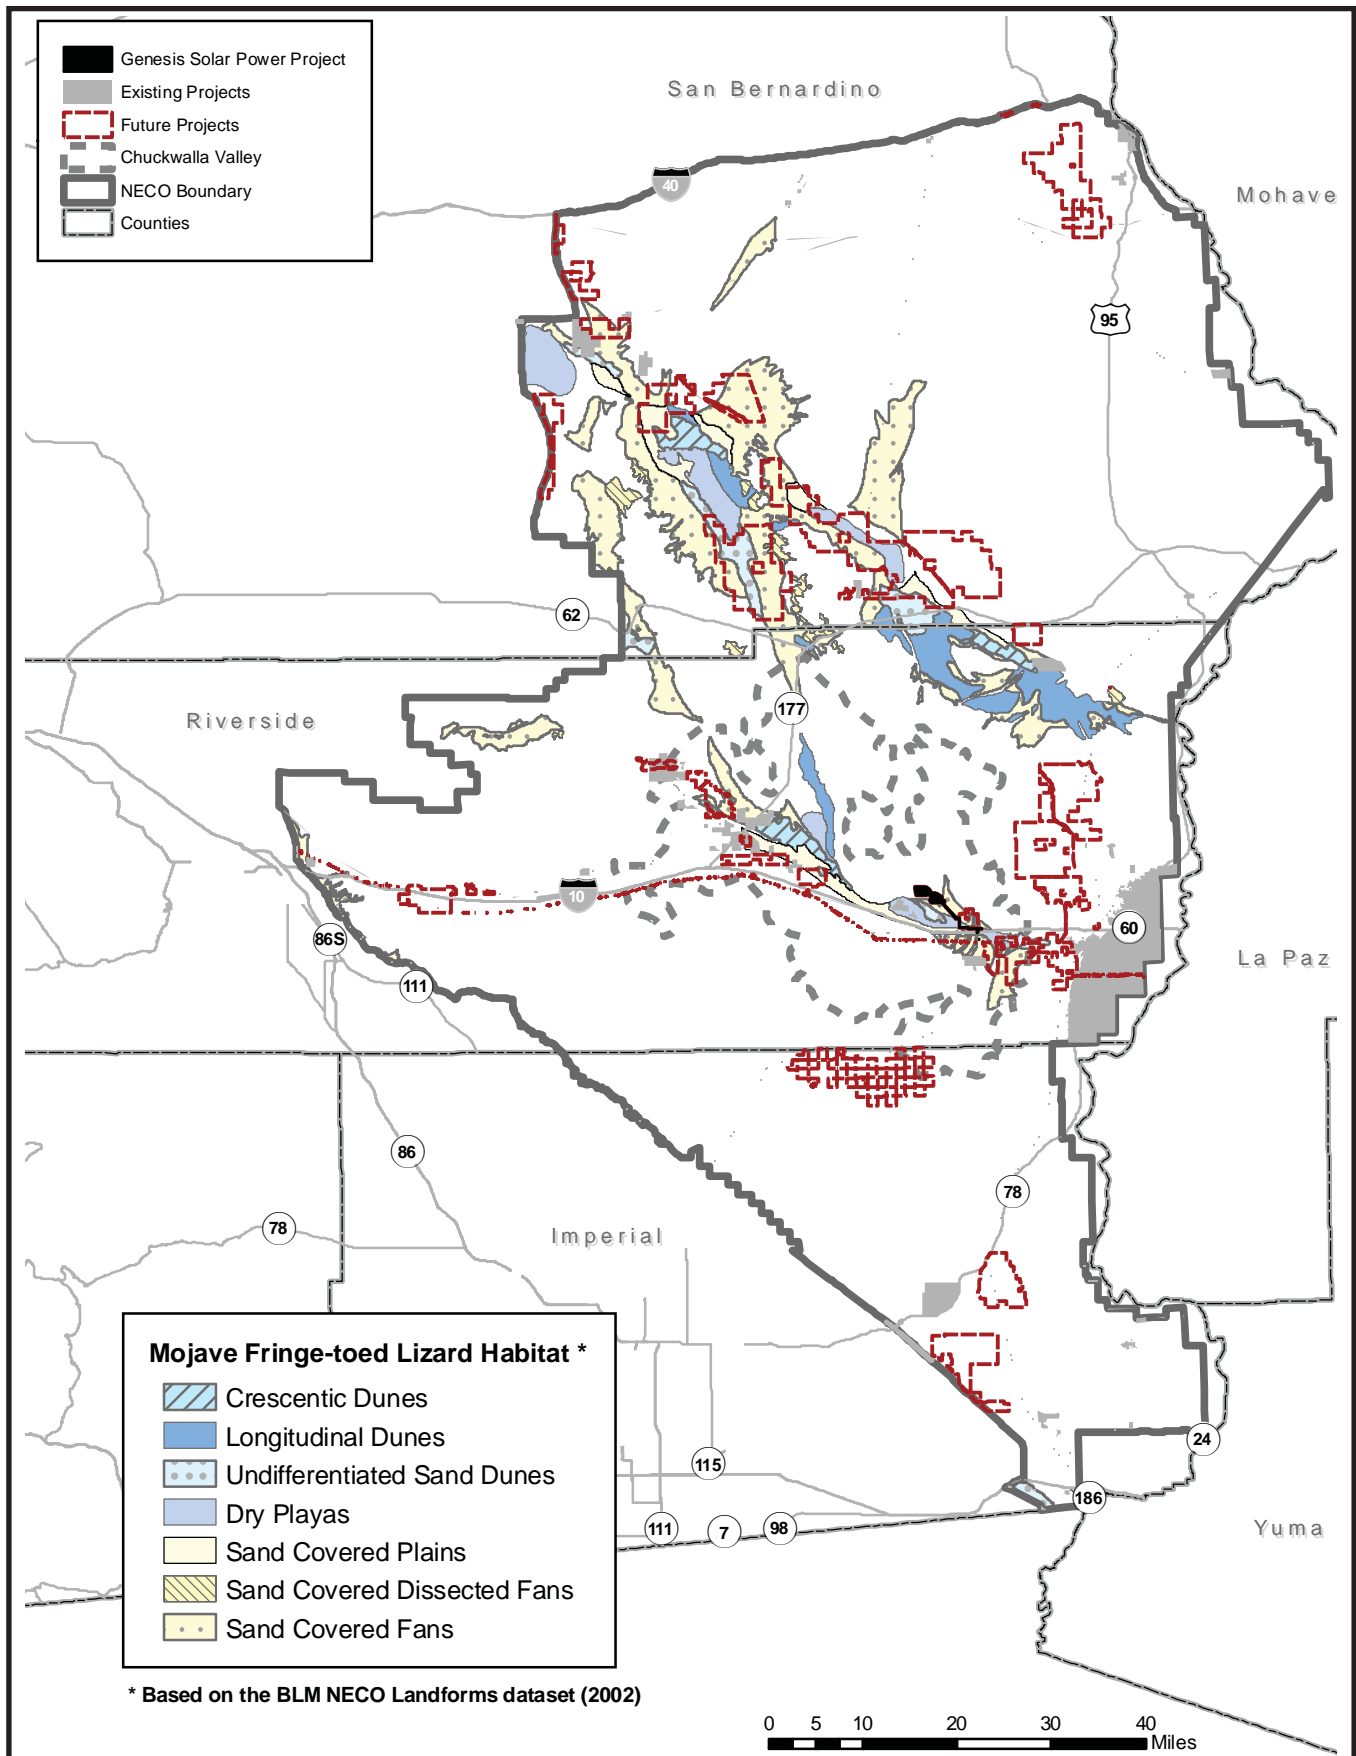 Genesis Solar Power Project
Existing Projects
Future Projects
Chuckwalla Valley
NECO Boundary
Counties
San Bernardino
40
Mohave
95
62
177
Riverside
10
60
86S
111
La Paz
86
78
78
Imperial
Mojave Fringe-toed Lizard Habitat *
Crescentic Dunes
Longitudinal Dunes
Undifferentiated Sand Dunes
Dry Playas
Sand Covered Plains
Sand Covered Dissected Fans
Sand Covered Fans
115
24
186
111
7
98
Yuma
* Based on the BLM NECO Landforms dataset (2002)
0 5 10 20 30 40
Miles